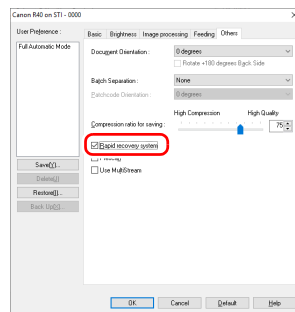 Canon R40 on STI - 0000
User Preference :
Full Automatic Mode
Save(Y)...
Delete(J)
Restore(I)...
Back Up(X)...
Basic Brightness Image processing Feeding Others
Document Orientation : 0 degrees
Rotate +180 degrees Back Side
Batch Separation : None
Patchcode Orientation : 0 degrees
High Compression High Quality
Compression ratio for saving : 75
Rapid recovery system
Use MultiStream
OK Cancel Default Help